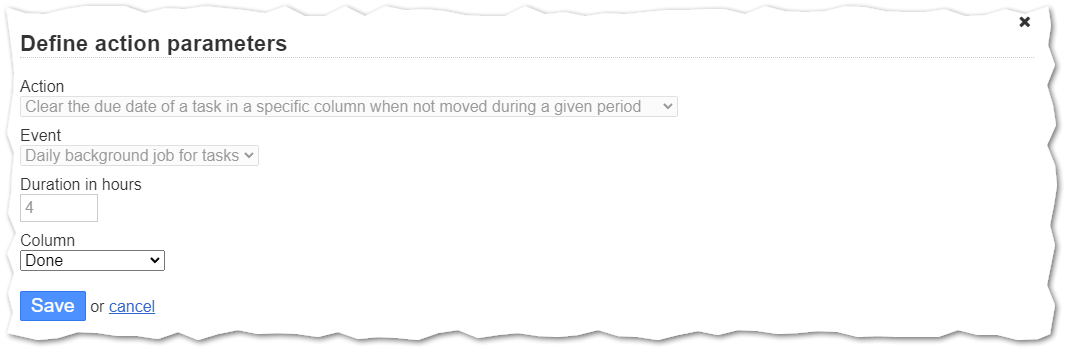 Define action parameters
Action
Clear the due date of a task in a specific column when not moved during a given period
Event
Daily background job for tasks
Duration in hours
4
Column
Done
Save or cancel